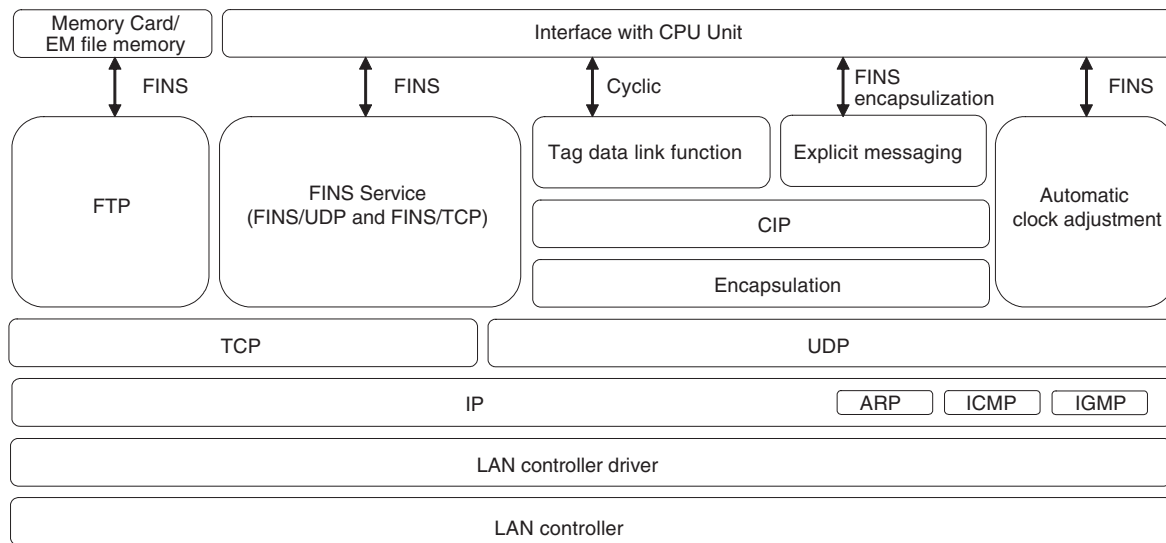 Memory Card/
EM file memory
Interface with CPU Unit
FINS
FINS
Cyclic
FINS
encapsulization
FINS
FTP
FINS Service
(FINS/UDP and FINS/TCP)
Tag data link function
Explicit messaging
CIP
Encapsulation
Automatic
clock adjustment
TCP
UDP
IP
ARP
ICMP
IGMP
LAN controller driver
LAN controller